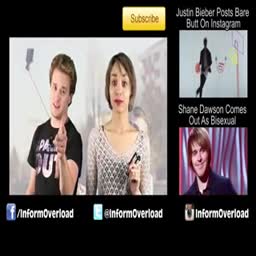 Subscribe
Justin Bieber Posts Bare
Butt On Instagram
Shane Dawson Comes
Out As Bisexual
f /InformOverload
@InformOverload
InformOverload